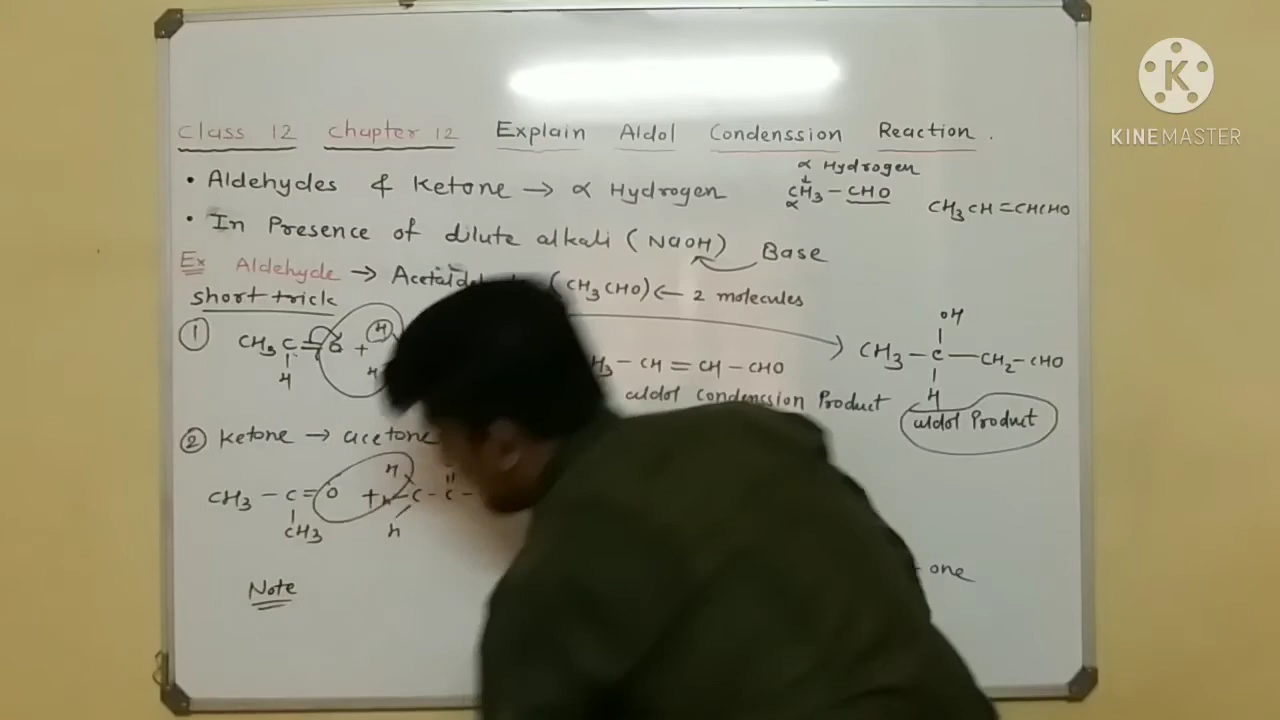 Class 12 Chapter 12 Explain Aldol Condenssion Reaction.
• Aldehydes & Ketone → α Hydrogen
α Hydrogen
CH3 – CHO
α
CH3CH=CHCHO
• In Presence of dilute alkali (NaOH) Base
Ex Aldehyde → (CH3CHO) ← 2 molecules
short trick
① CH3 C = O + H
H
H
CH = CH – CHO
aldol condenssion Product
OH
CH3 – C – CH2 – CHO
H
aldol Product
② Ketone → acetone
CH3 – C = O + H – C – C –
CH3
H
H
one
Note
KINEMASTER